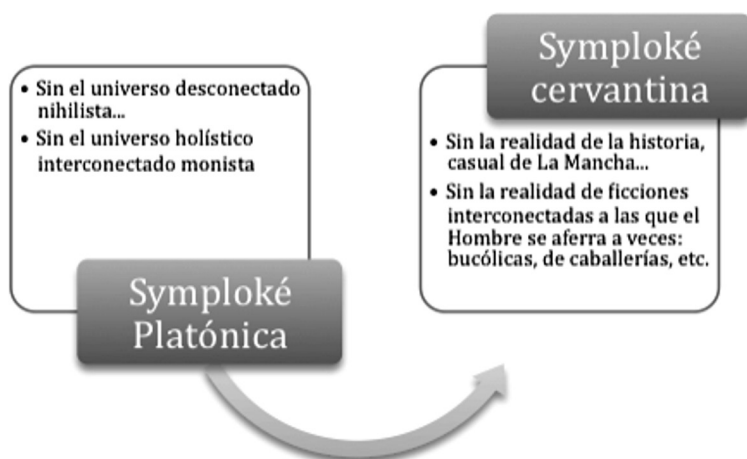 • Sin el universo desconectado
nihilista...
• Sin el universo holístico
interconectado monista
Symploké
Platónica
Symploké
cervantina
• Sin la realidad de la historia,
casual de La Mancha...
• Sin la realidad de ficciones
interconectadas a las que el
Hombre se aferra a veces:
bucólicas, de caballerías, etc.